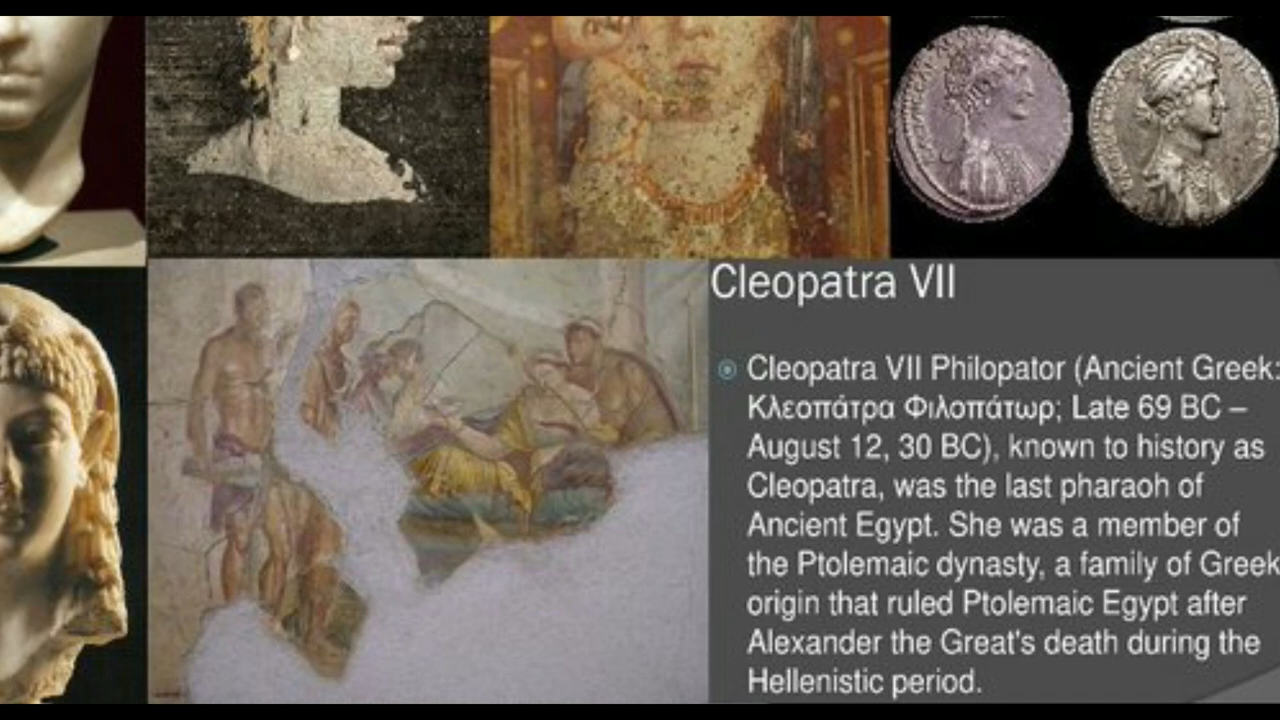 Cleopatra VII
Cleopatra VII Philopator (Ancient Greek:
Κλεοπάτρα Φιλοπάτωρ; Late 69 BC –
August 12, 30 BC), known to history as
Cleopatra, was the last pharaoh of
Ancient Egypt. She was a member of
the Ptolemaic dynasty, a family of Greek
origin that ruled Ptolemaic Egypt after
Alexander the Great's death during the
Hellenistic period.